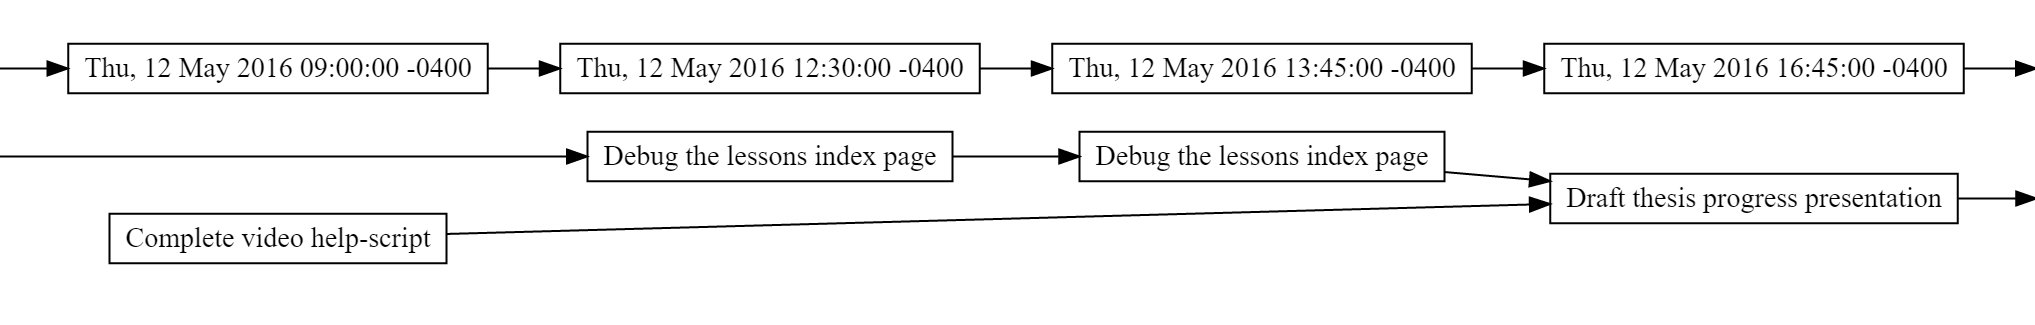 Thu, 12 May 2016 09:00:00 -0400
Thu, 12 May 2016 12:30:00 -0400
Thu, 12 May 2016 13:45:00 -0400
Thu, 12 May 2016 16:45:00 -0400
Debug the lessons index page
Debug the lessons index page
Draft thesis progress presentation
Complete video help-script